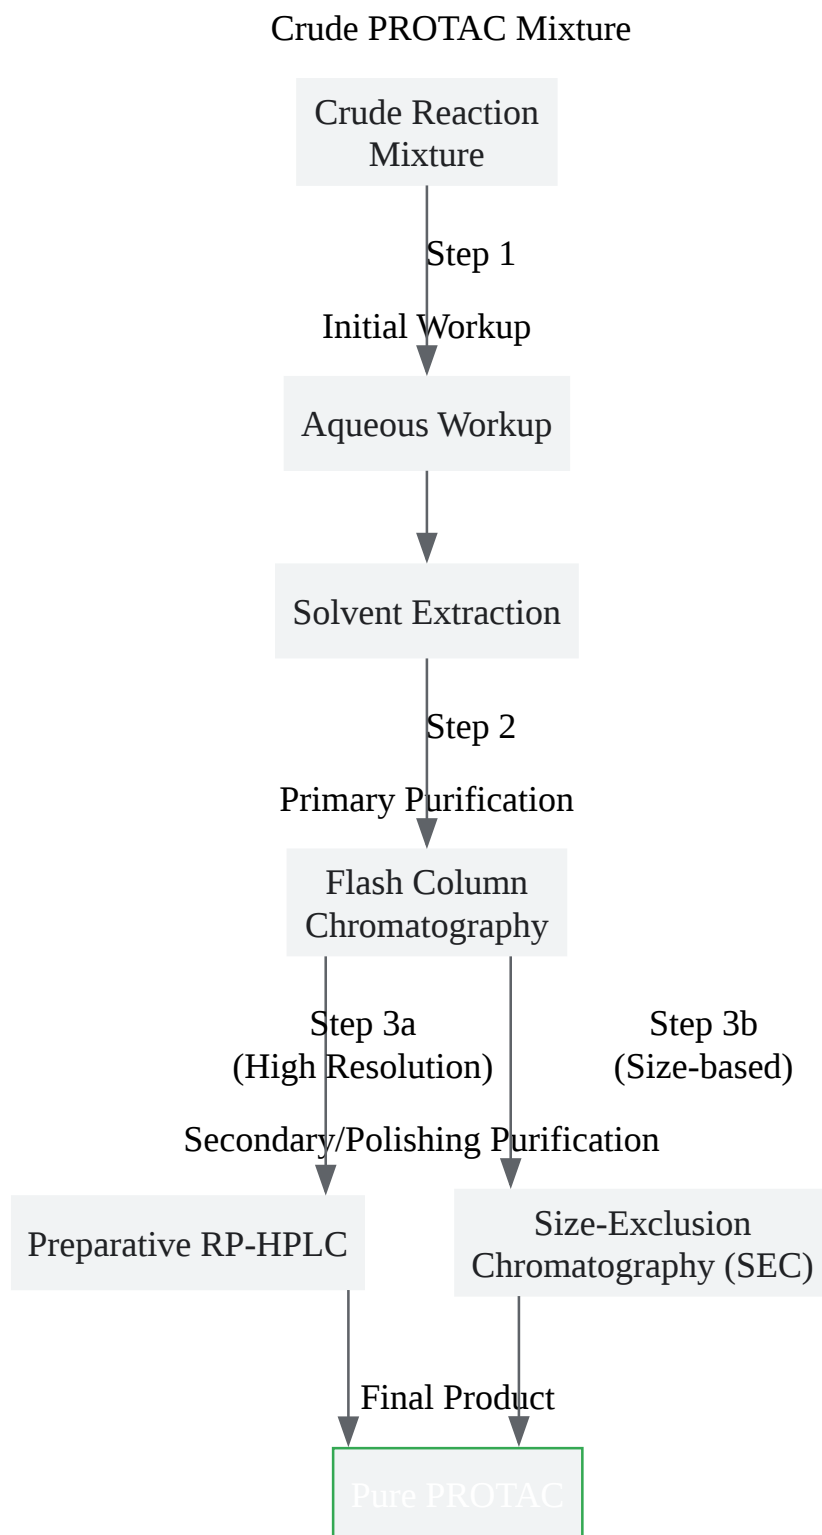 Crude PROTAC Mixture
Crude Reaction
Mixture
Step 1
Initial Workup
Aqueous Workup
Solvent Extraction
Step 2
Primary Purification
Flash Column
Chromatography
Step 3a
(High Resolution)
Step 3b
(Size-based)
Secondary/Polishing Purification
Preparative RP-HPLC
Size-Exclusion
Chromatography (SEC)
Final Product
Pure PROTAC